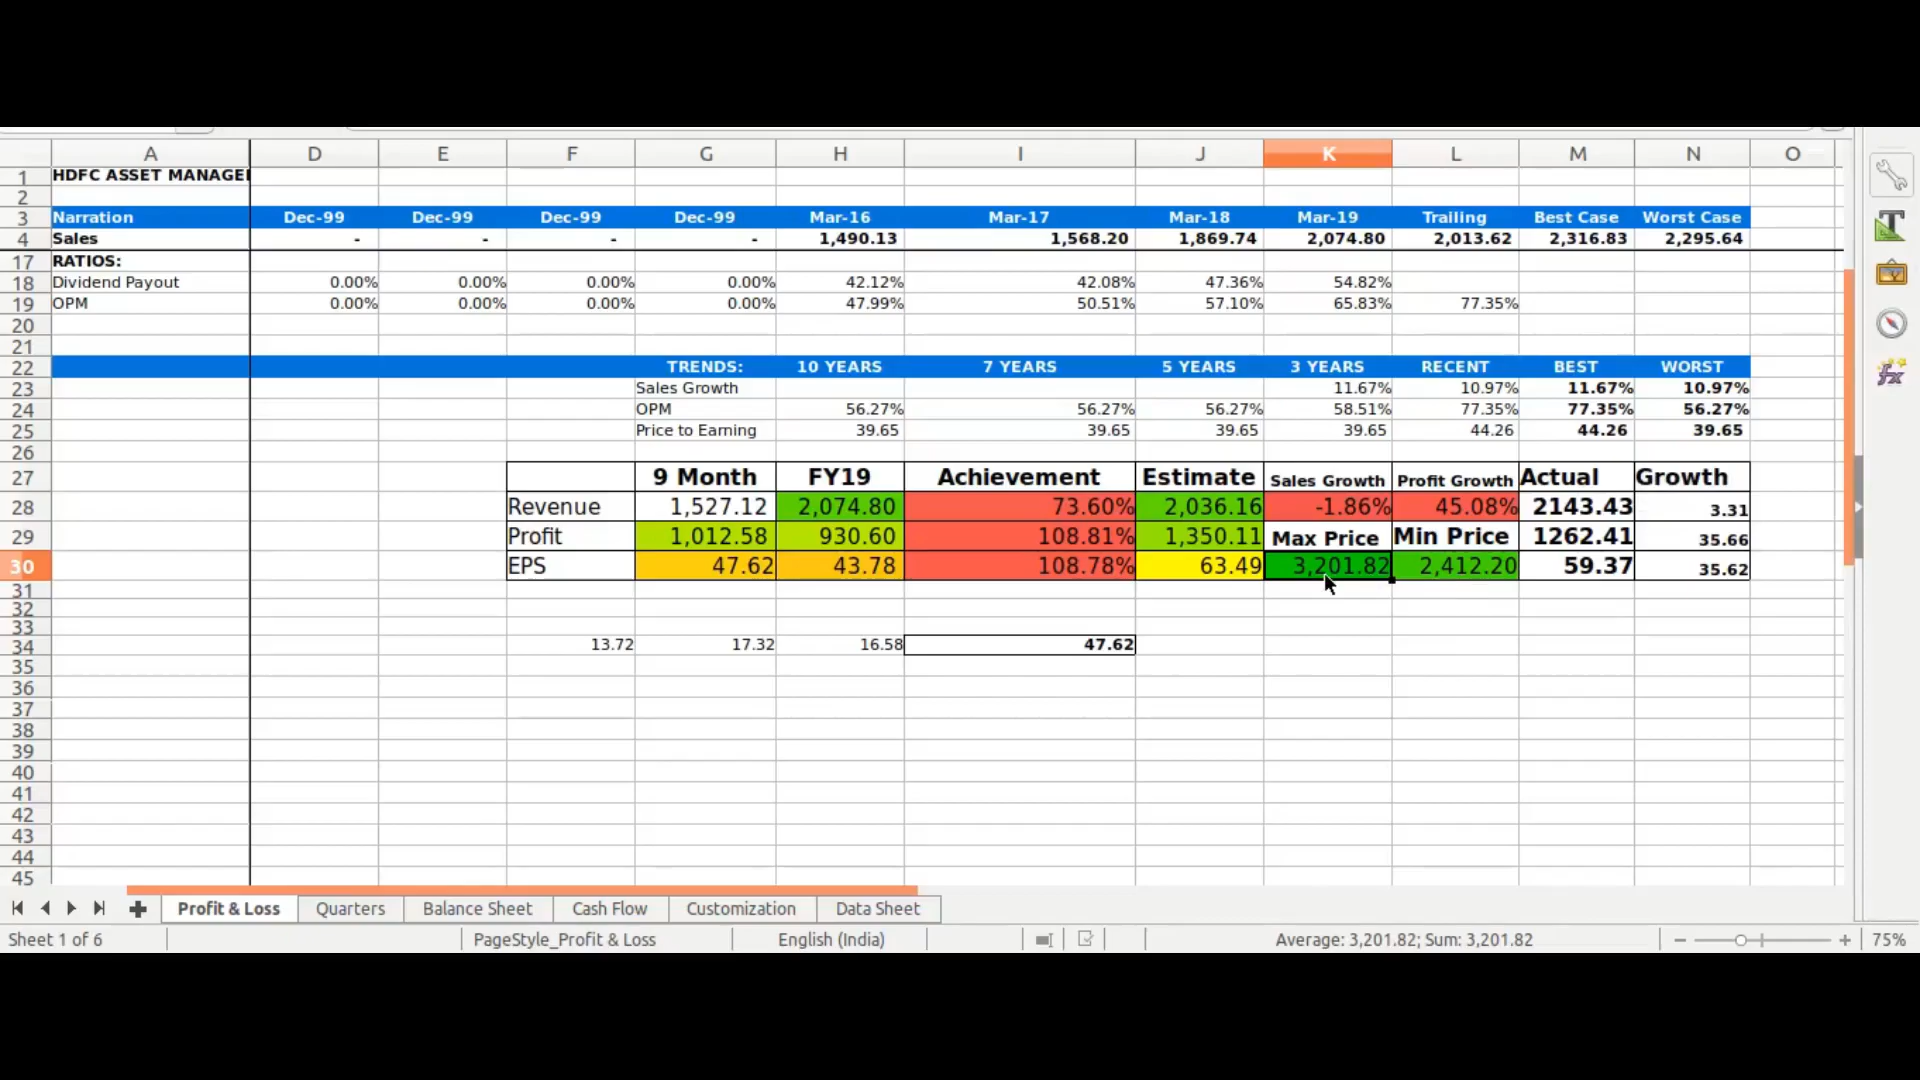 A D E F G H I J K L M N O
1 HDFC ASSET MANAGE
2
3 Narration Dec-99 Dec-99 Dec-99 Dec-99 Mar-16 Mar-17 Mar-18 Mar-19 Trailing Best Case Worst Case
4 Sales - - - - 1,490.13 1,568.20 1,869.74 2,074.80 2,013.62 2,316.83 2,295.64
17 RATIOS:
18 Dividend Payout 0.00% 0.00% 0.00% 0.00% 42.12% 42.08% 47.36% 54.82%
19 OPM 0.00% 0.00% 0.00% 0.00% 47.99% 50.51% 57.10% 65.83% 77.35%
20
21
22 TRENDS: 10 YEARS 7 YEARS 5 YEARS 3 YEARS RECENT BEST WORST
23 Sales Growth 11.67% 10.97% 11.67% 10.97%
24 OPM 56.27% 56.27% 56.27% 58.51% 77.35% 77.35% 56.27%
25 Price to Earning 39.65 39.65 39.65 39.65 44.26 44.26 39.65
26
27 9 Month FY19 Achievement Estimate Sales Growth Profit Growth Actual Growth
28 Revenue 1,527.12 2,074.80 73.60% 2,036.16 -1.86% 45.08% 2143.43 3.31
29 Profit 1,012.58 930.60 108.81% 1,350.11 Max Price Min Price 1262.41 35.66
30 EPS 47.62 43.78 108.78% 63.49 3,201.82 2,412.20 59.37 35.62
31
32
33
34 13.72 17.32 16.58 47.62
35
36
37
38
39
40
41
42
43
44
45
Profit & Loss Quarters Balance Sheet Cash Flow Customization Data Sheet
Sheet 1 of 6 PageStyle_Profit & Loss English (India) Average: 3,201.82; Sum: 3,201.82 75%